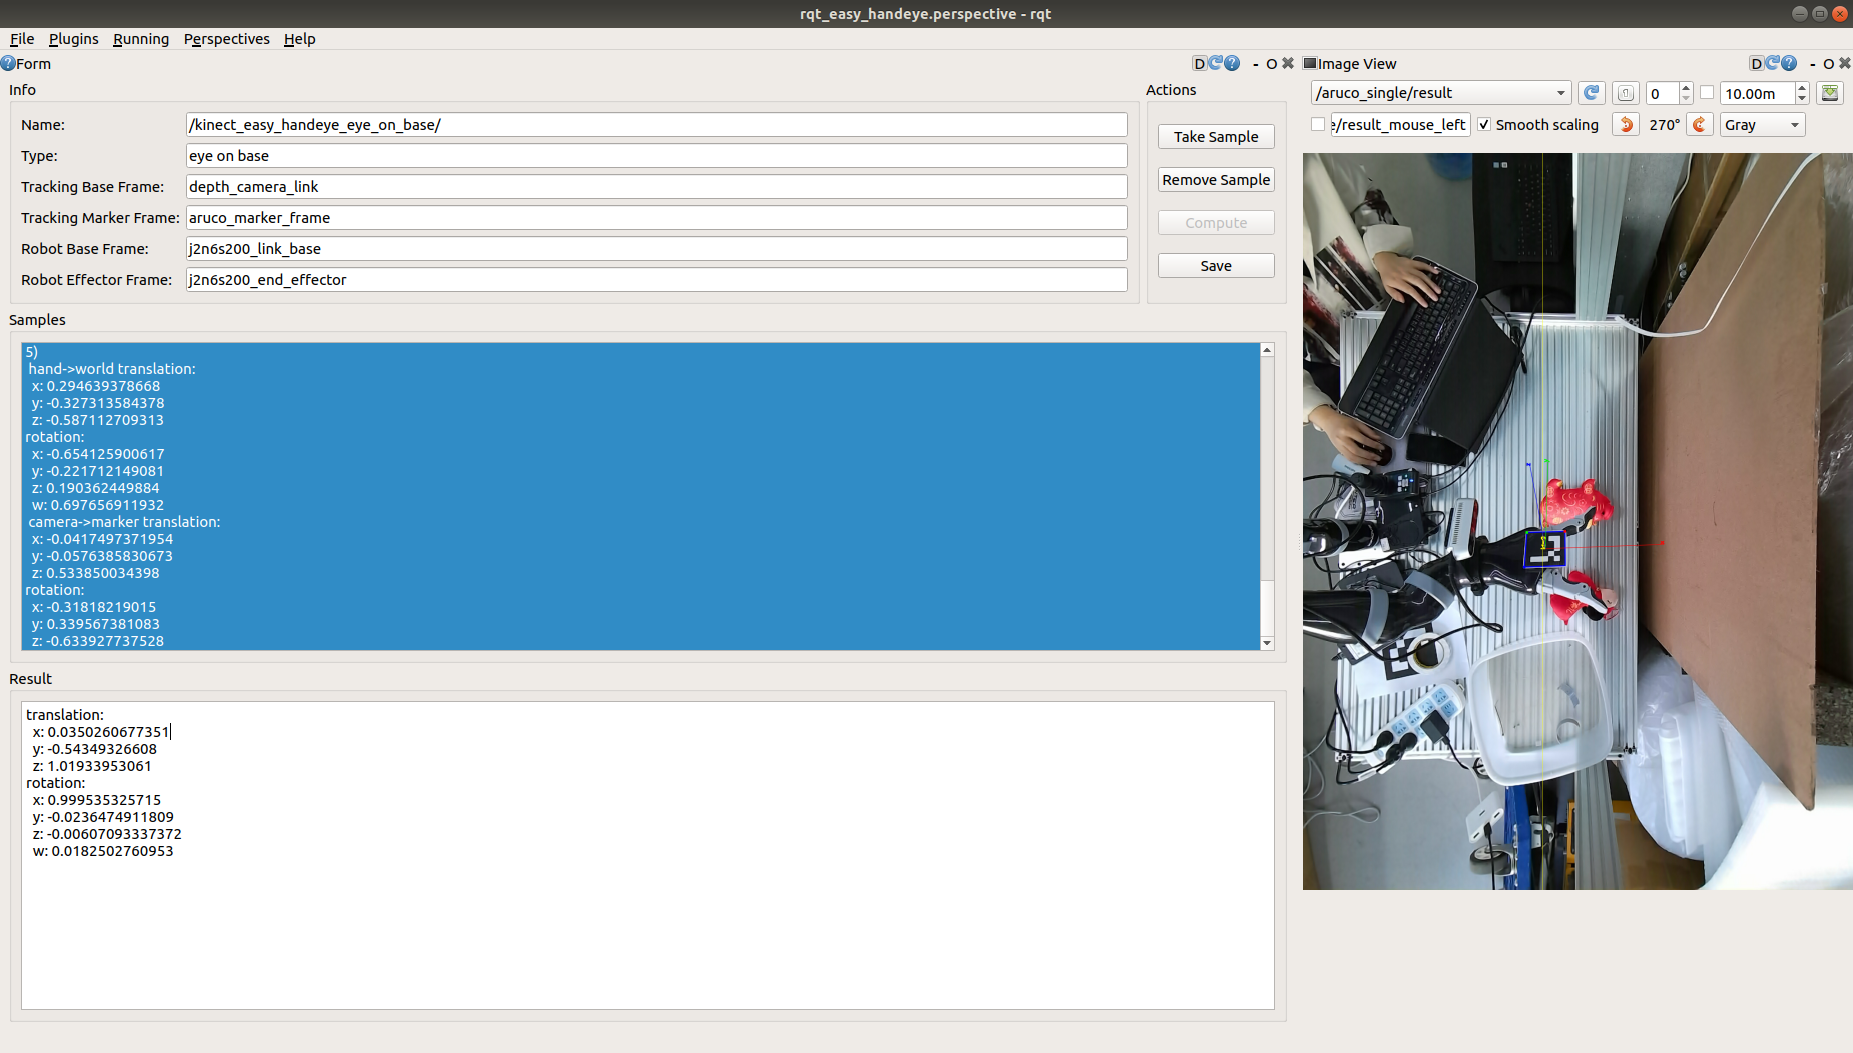 rqt_easy_handeye.perspective - rqt
File Plugins Running Perspectives Help
Form
D
- O
Info
Name: /kinect_easy_handeye_eye_on_base/
Type: eye on base
Tracking Base Frame: depth_camera_link
Tracking Marker Frame: aruco_marker_frame
Robot Base Frame: j2n6s200_link_base
Robot Effector Frame: j2n6s200_end_effector
Actions
Take Sample
Remove Sample
Compute
Save
Samples
5)
hand->world translation:
x: 0.294639378668
y: -0.327313584378
z: -0.587112709313
rotation:
x: -0.654125900617
y: -0.221712149081
z: 0.190362449884
w: 0.697656911932
camera->marker translation:
x: -0.0417497371954
y: -0.0576385830673
z: 0.533850034398
rotation:
x: -0.31818219015
y: 0.339567381083
z: -0.633927737528
Result
translation:
x: 0.0350260677351
y: -0.54349326608
z: 1.01933953061
rotation:
x: 0.999535325715
y: -0.0236474911809
z: -0.00607093337372
w: 0.0182502760953
Image View
D
- O
/aruco_single/result 0 10.00m
e/result_mouse_left Smooth scaling 270° Gray